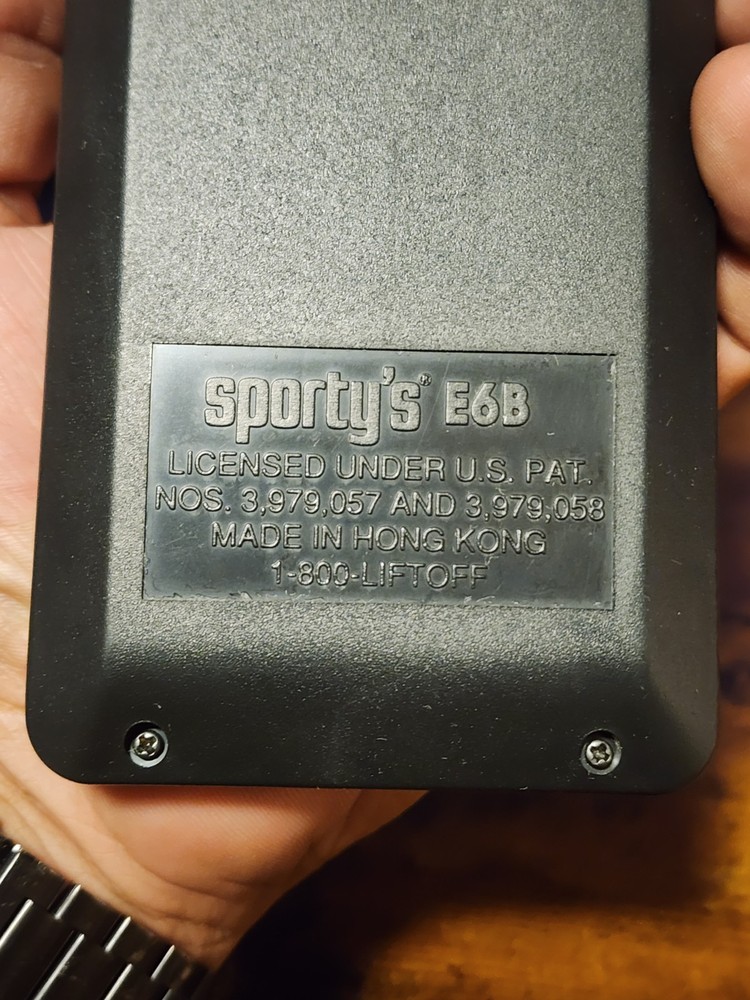 sporty's® E6B
LICENSED UNDER U.S. PAT.
NOS. 3,979,057 AND 3,979,058
MADE IN HONG KONG
1-800-LIFTOFF